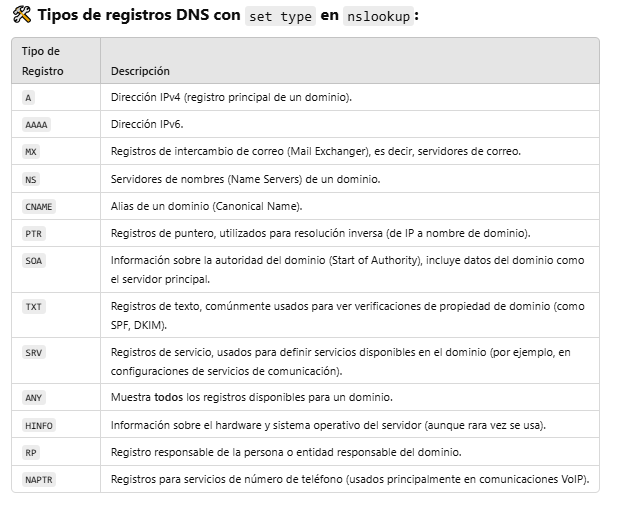 🛠 Tipos de registros DNS con set type en nslookup:
Tipo de
Registro
Descripción
A
Dirección IPv4 (registro principal de un dominio).
AAAA
Dirección IPv6.
MX
Registros de intercambio de correo (Mail Exchanger), es decir, servidores de correo.
NS
Servidores de nombres (Name Servers) de un dominio.
CNAME
Alias de un dominio (Canonical Name).
PTR
Registros de puntero, utilizados para resolución inversa (de IP a nombre de dominio).
SOA
Información sobre la autoridad del dominio (Start of Authority), incluye datos del dominio como
el servidor principal.
TXT
Registros de texto, comúnmente usados para ver verificaciones de propiedad de dominio (como
SPF, DKIM).
SRV
Registros de servicio, usados para definir servicios disponibles en el dominio (por ejemplo, en
configuraciones de servicios de comunicación).
ANY
Muestra todos los registros disponibles para un dominio.
HINFO
Información sobre el hardware y sistema operativo del servidor (aunque rara vez se usa).
RP
Registro responsable de la persona o entidad responsable del dominio.
NAPTR
Registros para servicios de número de teléfono (usados principalmente en comunicaciones VoIP).